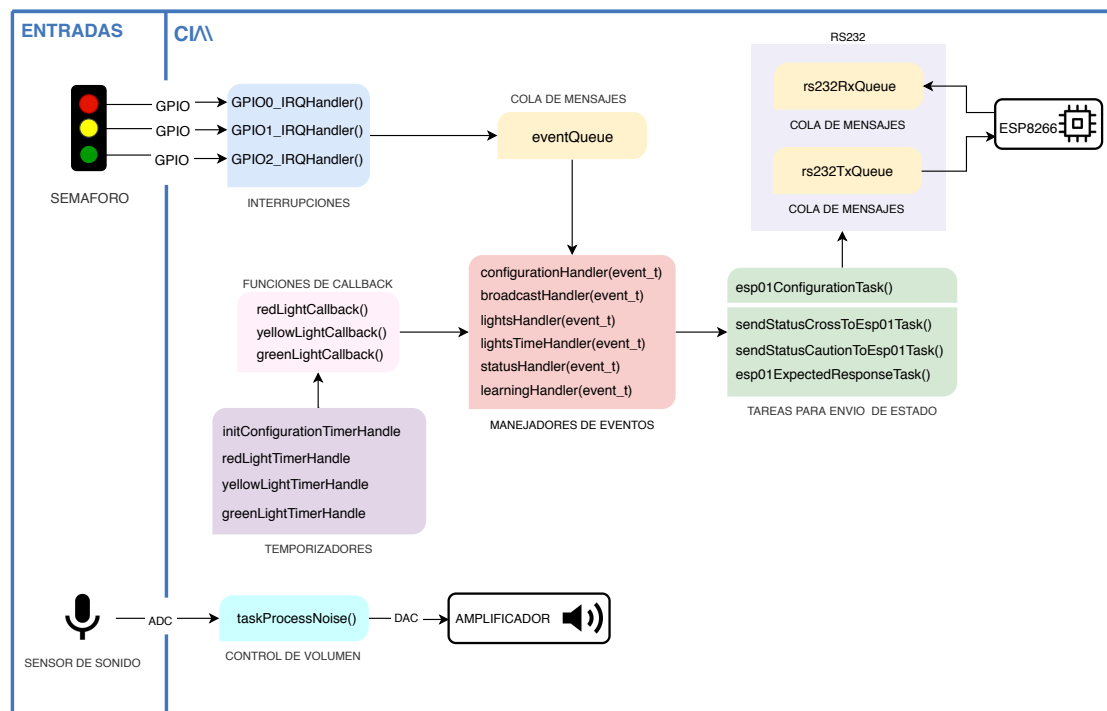 ENTRADAS
CIAA
RS232
rs232RxQueue
COLA DE MENSAJES
rs232TxQueue
COLA DE MENSAJES
ESP8266
GPIO
GPIO
GPIO
SEMAFORO
GPIO0_IRQHandler()
GPIO1_IRQHandler()
GPIO2_IRQHandler()
INTERRUPCIONES
COLA DE MENSAJES
eventQueue
FUNCIONES DE CALLBACK
redLightCallback()
yellowLightCallback()
greenLightCallback()
configurationHandler(event_t)
broadcastHandler(event_t)
lightsHandler(event_t)
lightsTimeHandler(event_t)
statusHandler(event_t)
learningHandler(event_t)
MANEJADORES DE EVENTOS
esp01ConfigurationTask()
sendStatusCrossToEsp01Task()
sendStatusCautionToEsp01Task()
esp01ExpectedResponseTask()
TAREAS PARA ENVIO DE ESTADO
initConfigurationTimerHandle
redLightTimerHandle
yellowLightTimerHandle
greenLightTimerHandle
TEMPORIZADORES
SENSOR DE SONIDO
ADC
taskProcessNoise()
CONTROL DE VOLUMEN
DAC
AMPLIFICADOR